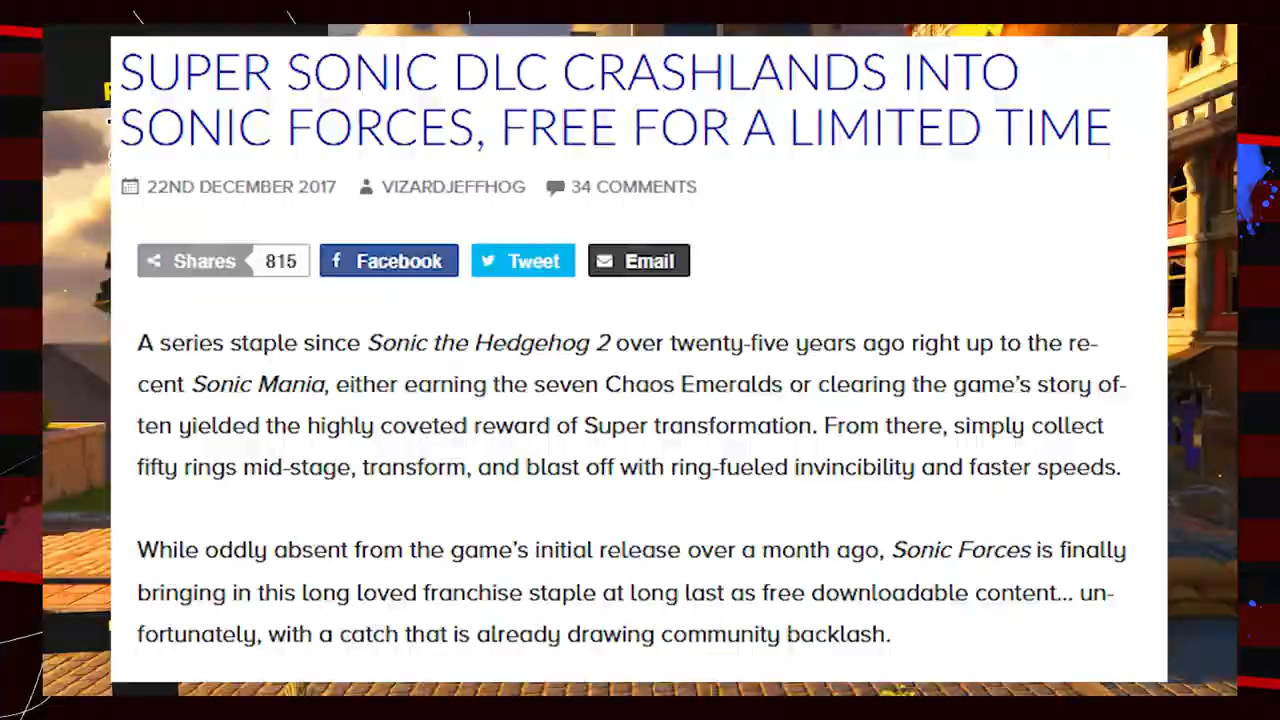 SUPER SONIC DLC CRASHLANDS INTO
SONIC FORCES, FREE FOR A LIMITED TIME
22ND DECEMBER 2017 VIZARDJEFFHOG 34 COMMENTS
Shares 815 Facebook Tweet Email
A series staple since Sonic the Hedgehog 2 over twenty-five years ago right up to the re-
cent Sonic Mania, either earning the seven Chaos Emeralds or clearing the game's story of-
ten yielded the highly coveted reward of Super transformation. From there, simply collect
fifty rings mid-stage, transform, and blast off with ring-fueled invincibility and faster speeds.
While oddly absent from the game's initial release over a month ago, Sonic Forces is finally
bringing in this long loved franchise staple at long last as free downloadable content... un-
fortunately, with a catch that is already drawing community backlash.